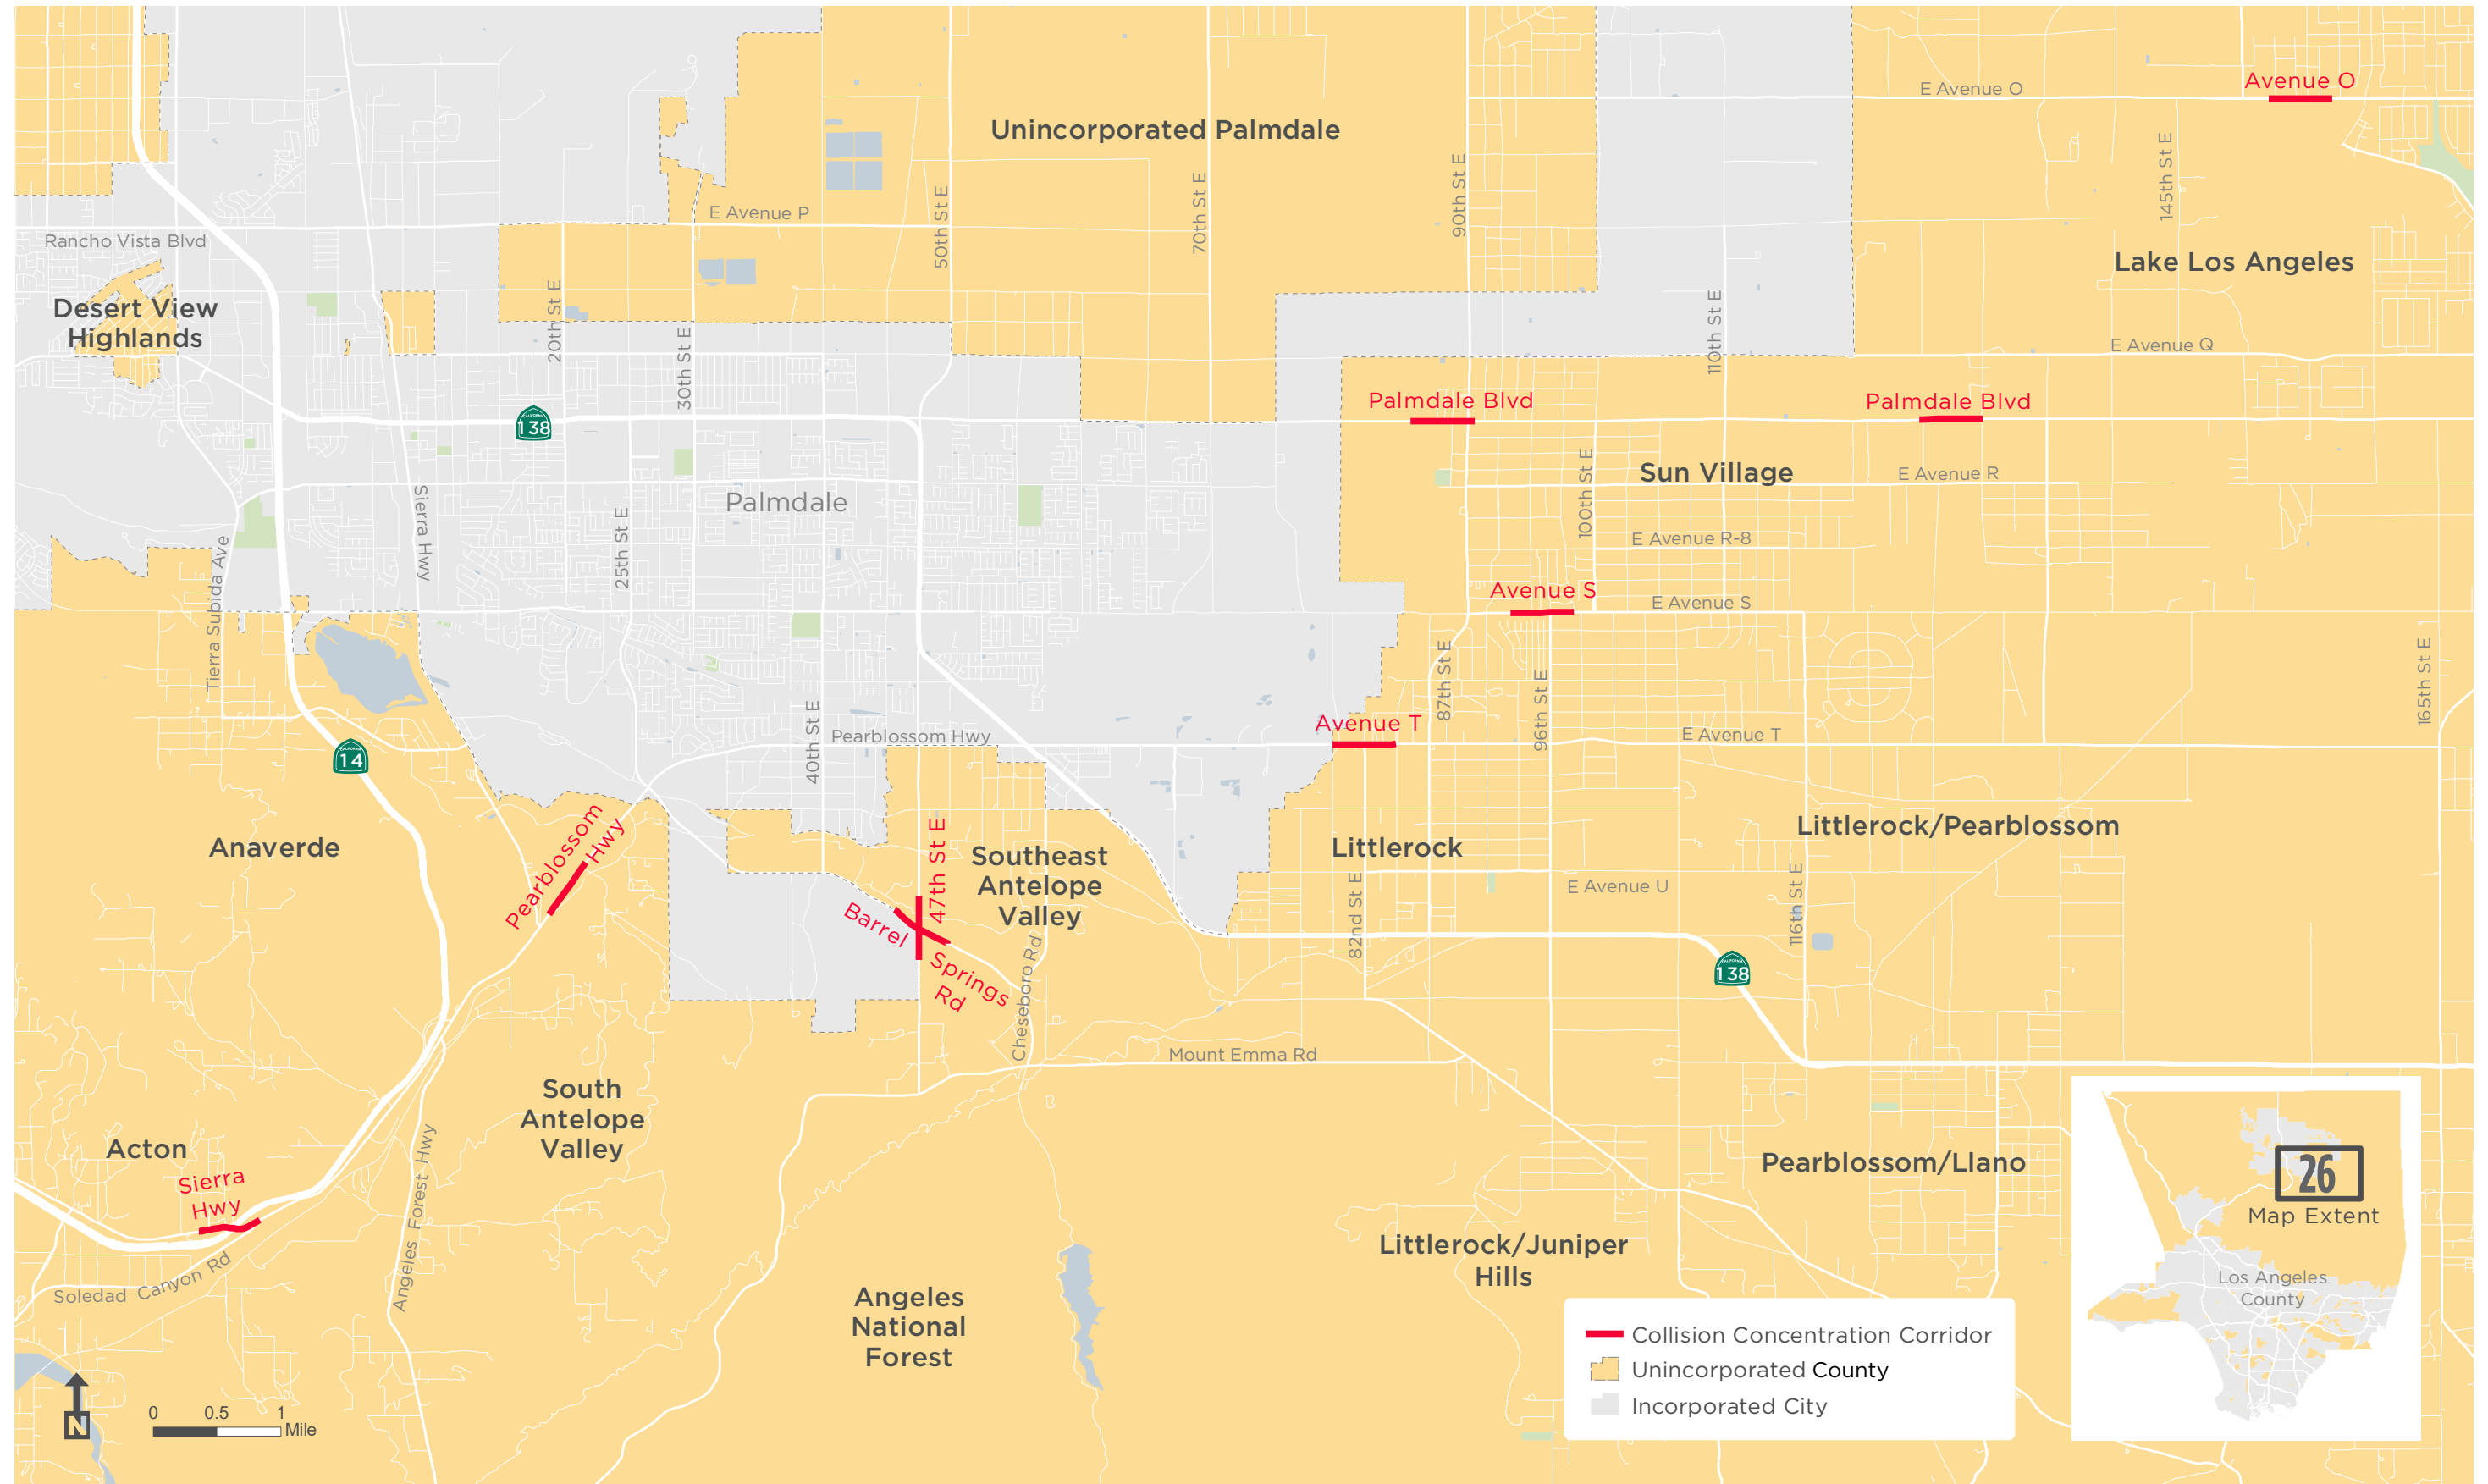 Avenue O
E Avenue O
Unincorporated Palmdale
145th St E
90th St E
70th St E
50th St E
E Avenue P
Rancho Vista Blvd
Lake Los Angeles
Desert View
Highlands
20th St E
30th St E
110th St E
E Avenue Q
Palmdale Blvd
Palmdale Blvd
CALIFORNIA
138
Sun Village
E Avenue R
100th St E
Palmdale
Sierra Hwy
25th St E
E Avenue R-8
Tierra Subida Ave
Avenue S
E Avenue S
87th St E
96th St E
165th St E
Avenue T
E Avenue T
40th St E
Pearblossom Hwy
CALIFORNIA
14
Anaverde
Pearblossom
Hwy
47th St E
Barrel
Springs
Rd
Southeast
Antelope
Valley
Littlerock
Littlerock/Pearblossom
E Avenue U
82nd St E
116th St E
Cheseboro Rd
CALIFORNIA
138
Mount Emma Rd
South
Antelope
Valley
Acton
Sierra
Hwy
Angeles Forest Hwy
Soledad Canyon Rd
Pearblossom/Llano
Littlerock/Juniper
Hills
Angeles
National
Forest
26
Map Extent
Los Angeles
County
Collision Concentration Corridor
Unincorporated County
Incorporated City
N
0 0.5 1
Mile